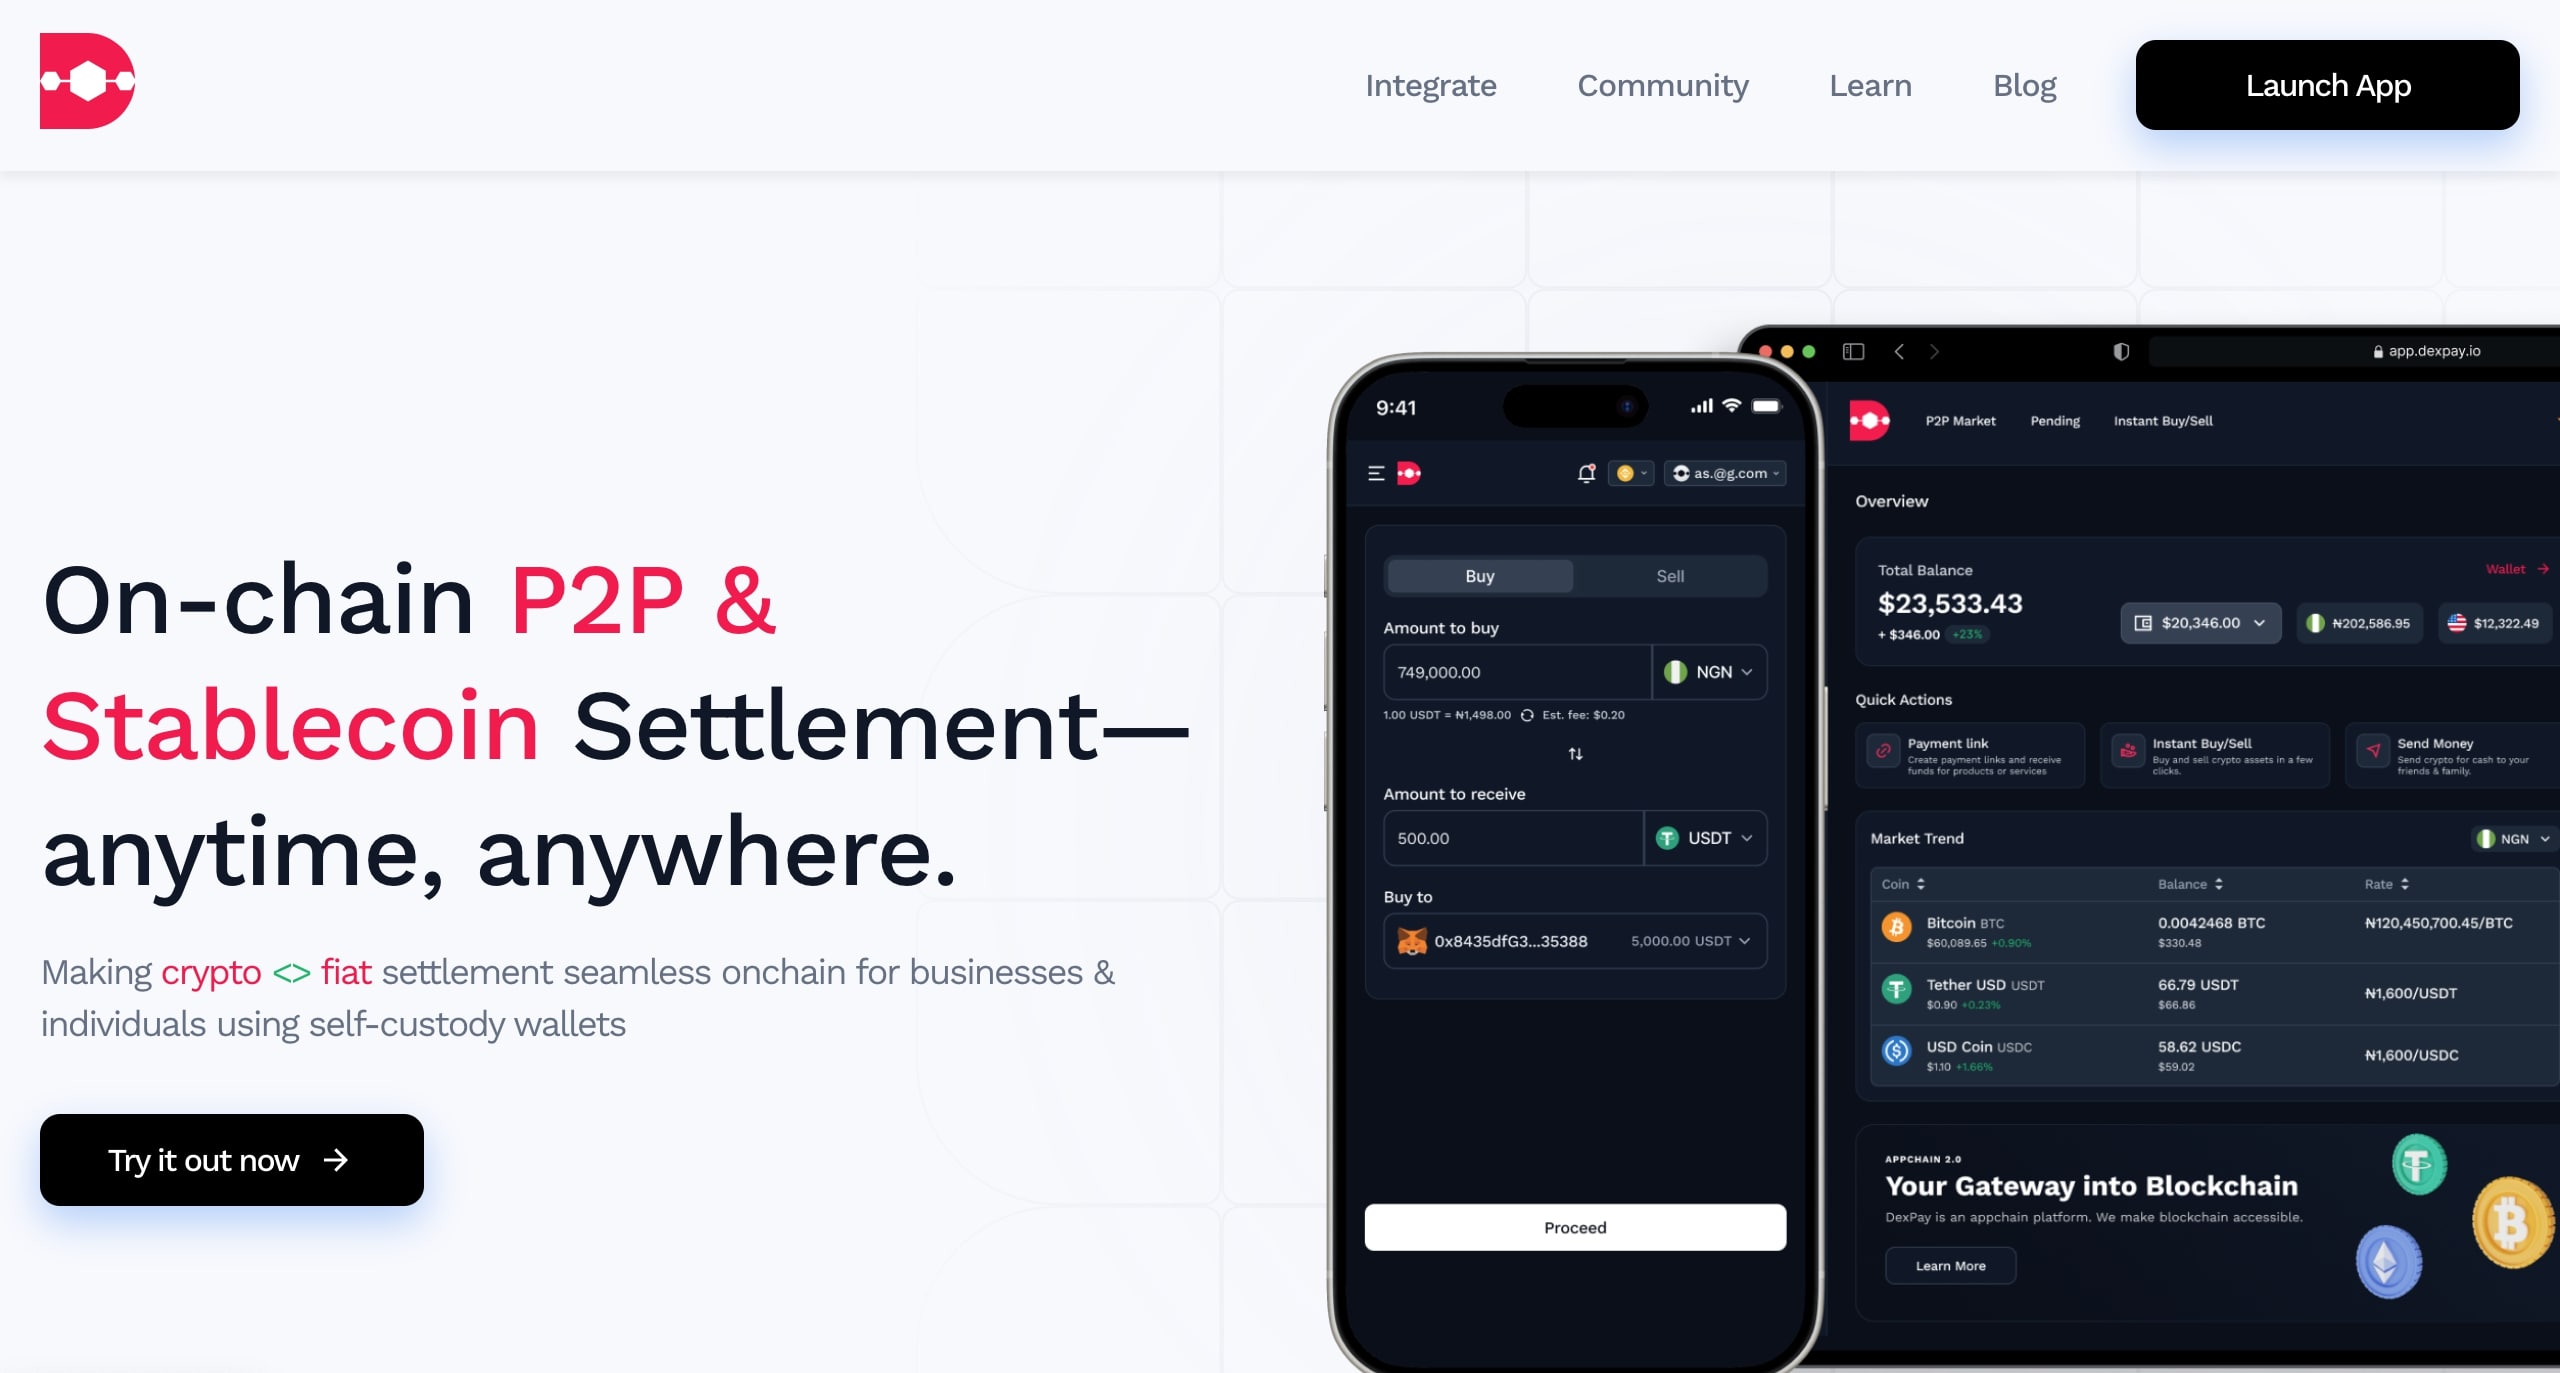 Integrate
Community
Learn
Blog
Launch App
On-chain P2P &
Stablecoin Settlement—
anytime, anywhere.
Making crypto <> fiat settlement seamless onchain for businesses &
individuals using self-custody wallets
Try it out now →
9:41
as.@g.com
Buy
Sell
Amount to buy
749,000.00
NGN
1.00 USDT = ₦1,498.00
Est. fee: $0.20
Amount to receive
500.00
USDT
Buy to
0x8435dfG3...35388
5,000.00 USDT
Proceed
app.dexpay.io
P2P Market
Pending
Instant Buy/Sell
Overview
Total Balance
Wallet →
$23,533.43
+ $346.00 +23%
$20,346.00
₦202,586.95
$12,322.49
Quick Actions
Payment link
Create payment links and receive
funds for products or services
Instant Buy/Sell
Buy and sell crypto assets in a few
clicks.
Send Money
Send crypto for cash to your
friends & family.
Market Trend
NGN
Coin
Balance
Rate
Bitcoin BTC
$60,089.65 +0.90%
0.0042468 BTC
$330.48
₦120,450,700.45/BTC
Tether USD USDT
$0.90 +0.23%
66.79 USDT
$66.86
₦1,600/USDT
USD Coin USDC
$1.10 +1.66%
58.62 USDC
$59.02
₦1,600/USDC
APPCHAIN 2.0
Your Gateway into Blockchain
DexPay is an appchain platform. We make blockchain accessible.
Learn More